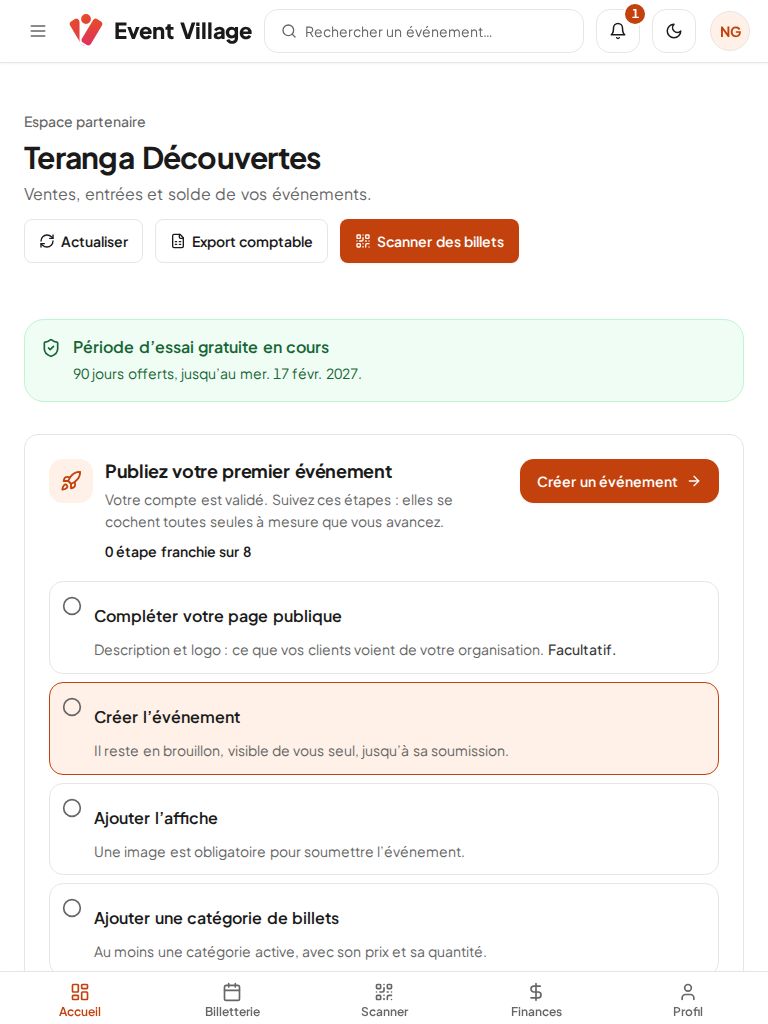 Event Village
Rechercher un événement…
1
NG
Espace partenaire
Teranga Découvertes
Ventes, entrées et solde de vos événements.
Actualiser
Export comptable
Scanner des billets
Période d’essai gratuite en cours
90 jours offerts, jusqu’au mer. 17 févr. 2027.
Publiez votre premier événement
Créer un événement
Votre compte est validé. Suivez ces étapes : elles se
cochent toutes seules à mesure que vous avancez.
0 étape franchie sur 8
Compléter votre page publique
Description et logo : ce que vos clients voient de votre organisation. Facultatif.
Créer l’événement
Il reste en brouillon, visible de vous seul, jusqu’à sa soumission.
Ajouter l’affiche
Une image est obligatoire pour soumettre l’événement.
Ajouter une catégorie de billets
Au moins une catégorie active, avec son prix et sa quantité.
Accueil
Billetterie
Scanner
Finances
Profil